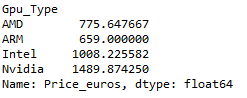 Gpu_Type
AMD 775.647667
ARM 659.000000
Intel 1008.225582
Nvidia 1489.874250
Name: Price_euros, dtype: float64